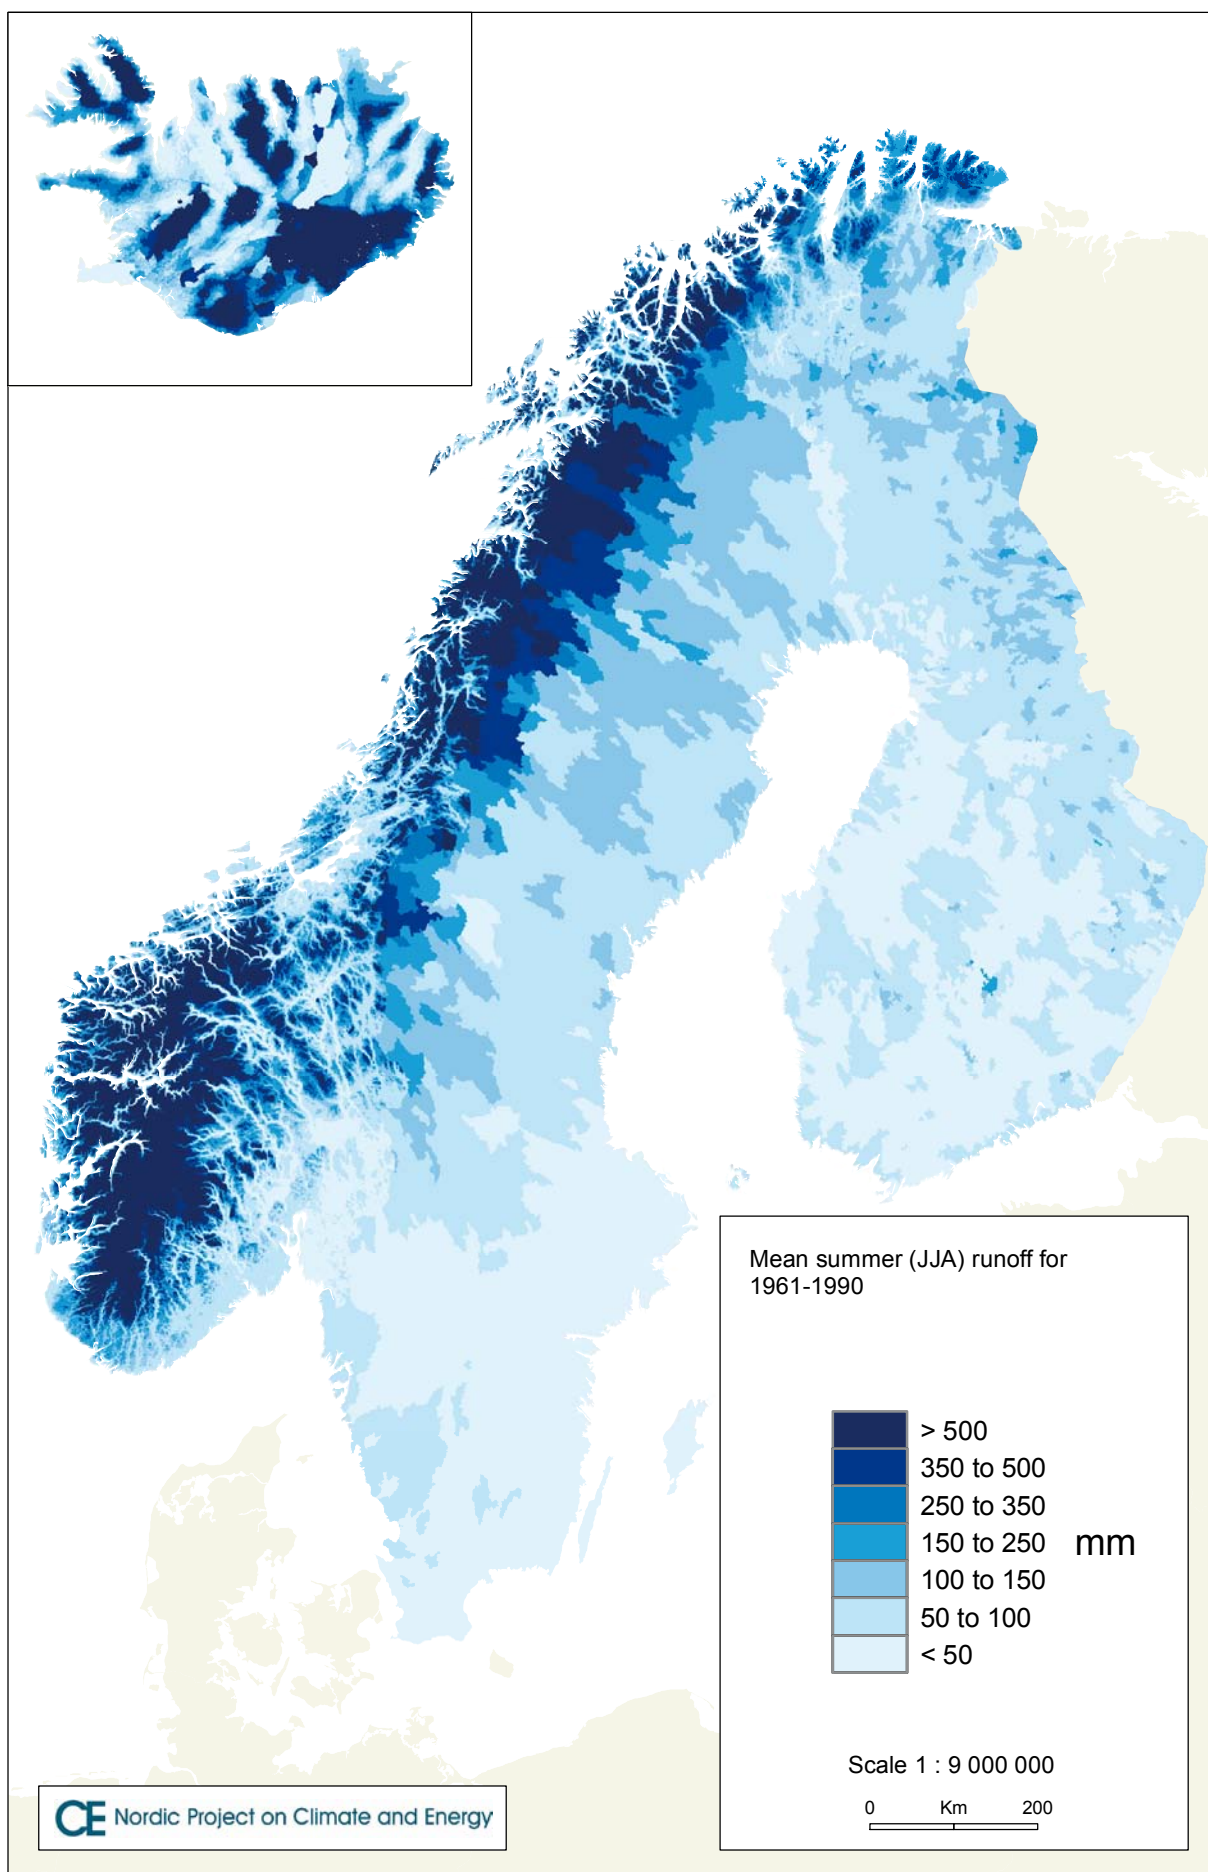 Mean summer (JJA) runoff for
1961-1990
> 500
350 to 500
250 to 350
150 to 250
mm
100 to 150
50 to 100
< 50
Scale 1 : 9 000 000
0 Km 200
CE Nordic Project on Climate and Energy